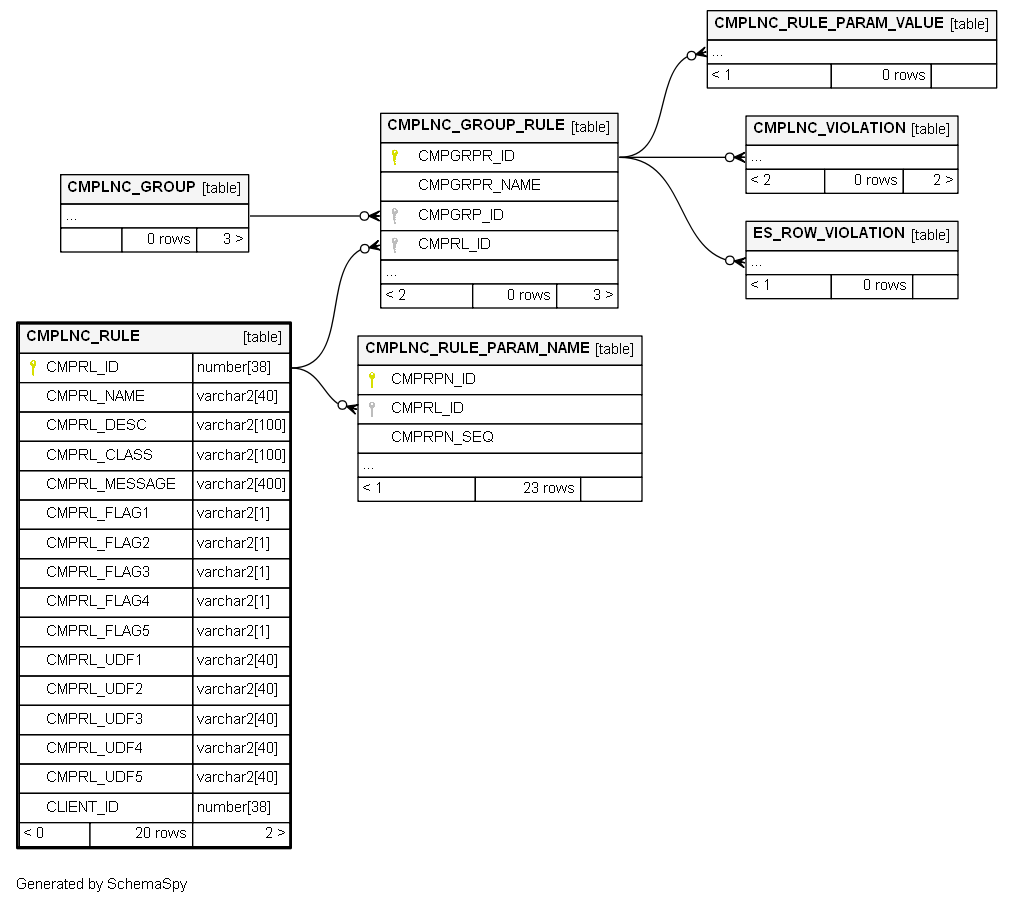 CMPLNC_RULE_PARAM_VALUE [table]
...
< 1 0 rows
CMPLNC_GROUP_RULE [table]
CMPGRPR_ID
CMPGRPR_NAME
CMPGRP_ID
CMPRL_ID
...
< 2 0 rows 3 >
CMPLNC_VIOLATION [table]
...
< 2 0 rows 2 >
CMPLNC_GROUP [table]
...
0 rows 3 >
ES_ROW_VIOLATION [table]
...
< 1 0 rows
CMPLNC_RULE [table]
CMPRL_ID number[38]
CMPRL_NAME varchar2[40]
CMPRL_DESC varchar2[100]
CMPRL_CLASS varchar2[100]
CMPRL_MESSAGE varchar2[400]
CMPRL_FLAG1 varchar2[1]
CMPRL_FLAG2 varchar2[1]
CMPRL_FLAG3 varchar2[1]
CMPRL_FLAG4 varchar2[1]
CMPRL_FLAG5 varchar2[1]
CMPRL_UDF1 varchar2[40]
CMPRL_UDF2 varchar2[40]
CMPRL_UDF3 varchar2[40]
CMPRL_UDF4 varchar2[40]
CMPRL_UDF5 varchar2[40]
CLIENT_ID number[38]
< 0 20 rows 2 >
CMPLNC_RULE_PARAM_NAME [table]
CMPRPN_ID
CMPRL_ID
CMPRPN_SEQ
...
< 1 23 rows
Generated by SchemaSpy